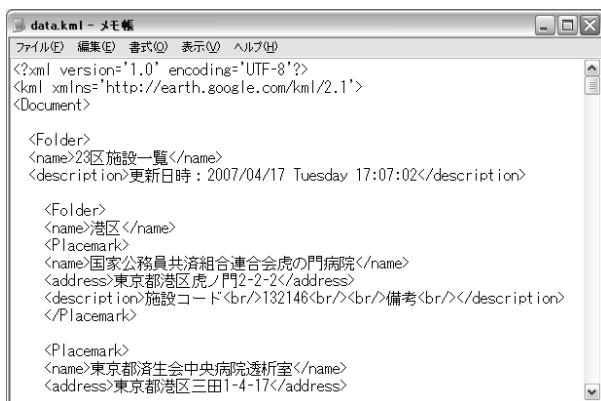 data.kml - メモ帳
ファイル(F) 編集(E) 書式(O) 表示(V) ヘルプ(H)
<?xml version='1.0' encoding='UTF-8'?>
<kml xmlns='http://earth.google.com/kml/2.1'>
<Document>
<Folder>
<name>23区施設一覧</name>
<description>更新日時：2007/04/17 Tuesday 17:07:02</description>
<Folder>
<name>港区</name>
<Placemark>
<name>国家公務員共済組合連合会虎の門病院</name>
<address>東京都港区虎ノ門2-2-2</address>
<description>施設コード<br/>132146<br/><br/>備考<br/></description>
</Placemark>
<Placemark>
<name>東京都済生会中央病院透析室</name>
<address>東京都港区三田1-4-17</address>